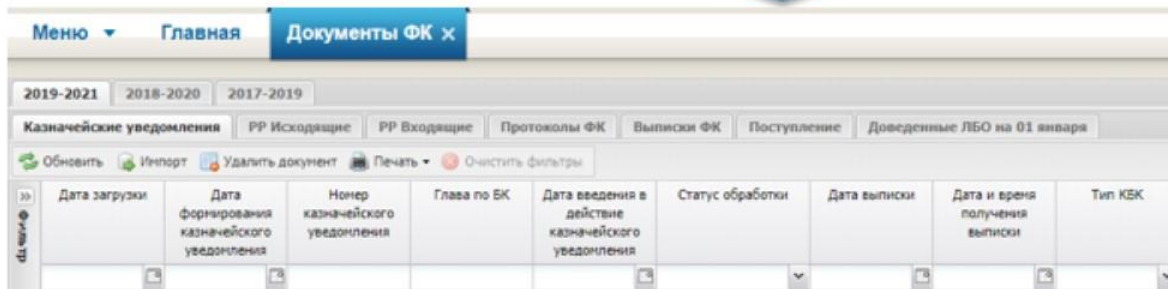 Меню Главная Документы ФК ×
2019-2021 2018-2020 2017-2019
Казначейские уведомления РР Исходящие РР Входящие Протоколы ФК Выписки ФК Поступление Доведенные ЛБО на 01 января
Обновить Импорт Удалить документ Печать Очистить фильтры
» Дата загрузки Дата формирования казначейского уведомления Номер казначейского уведомления Глава по БК Дата введения в действие казначейского уведомления Статус обработки Дата выписки Дата и время получения выписки Тип КБК
Фильтр